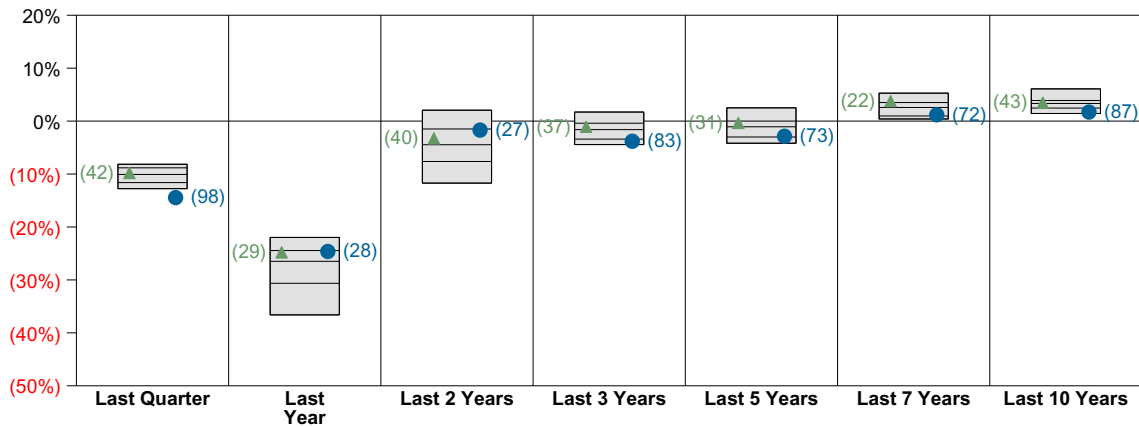 20%
10%
0%
(10%)
(20%)
(30%)
(40%)
(50%)
(42)
(98)
(29)
(28)
(40)
(27)
(37)
(83)
(31)
(73)
(22)
(72)
(43)
(87)
Last Quarter
Last
Year
Last 2 Years
Last 3 Years
Last 5 Years
Last 7 Years
Last 10 Years